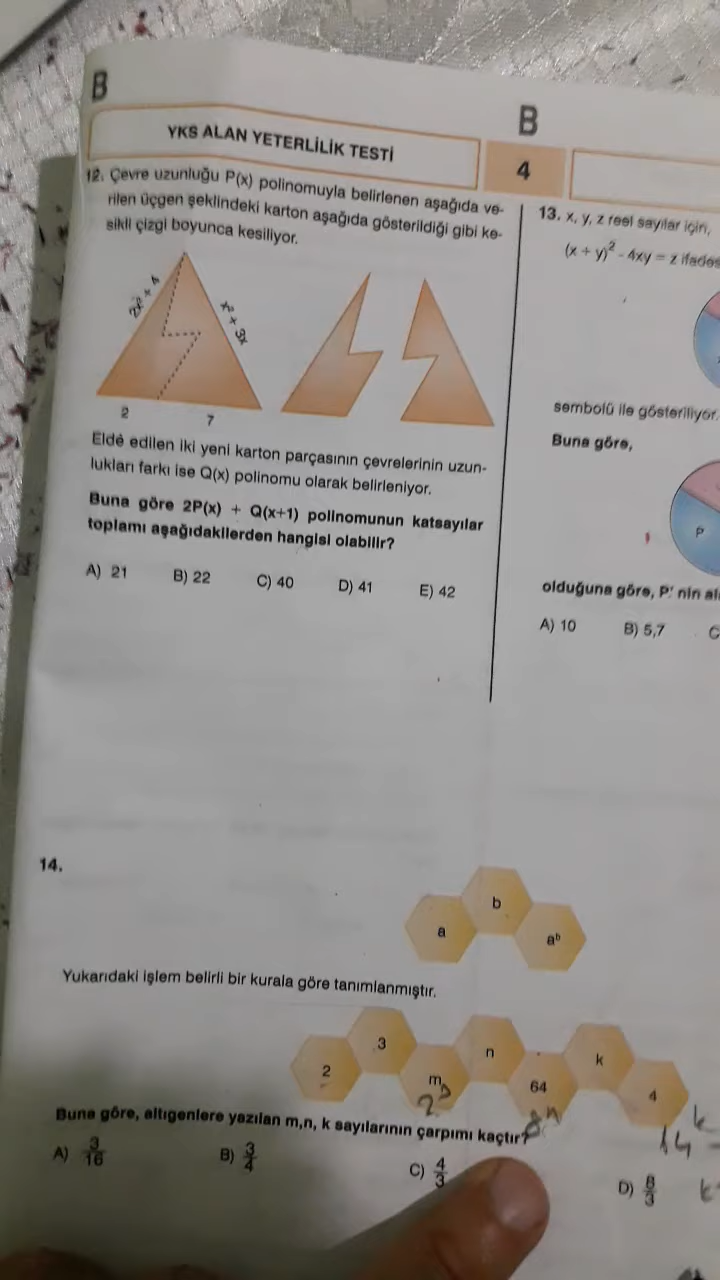 B
B
YKS ALAN YETERLİLİK TESTİ
4
12. Çevre uzunluğu P(x) polinomuyla belirlenen aşağıda ve-
rilen üçgen şeklindeki karton aşağıda gösterildiği gibi ke-
sikli çizgi boyunca kesiliyor.
2x² + 4
x² + 3x
2
7
Elde edilen iki yeni karton parçasının çevrelerinin uzun-
lukları farkı ise Q(x) polinomu olarak belirleniyor.
Buna göre 2P(x) + Q(x+1) polinomunun katsayılar
toplamı aşağıdakilerden hangisi olabilir?
A) 21
B) 22
C) 40
D) 41
E) 42
13. x, y, z reel sayılar için,
(x + y)² - 4xy = z ifades
sembolü ile gösteriliyor.
Buna göre,
P
olduğuna göre, P' nin al
A) 10
B) 5,7
C
14.
a
b
aᵇ
Yukarıdaki işlem belirli bir kurala göre tanımlanmıştır.
2
3
m
n
64
k
4
2³
8ⁿ
Buna göre, altıgenlere yazılan m,n, k sayılarının çarpımı kaçtır?
A) 3/16
B) 3/4
C) 4/3
D) 8/3